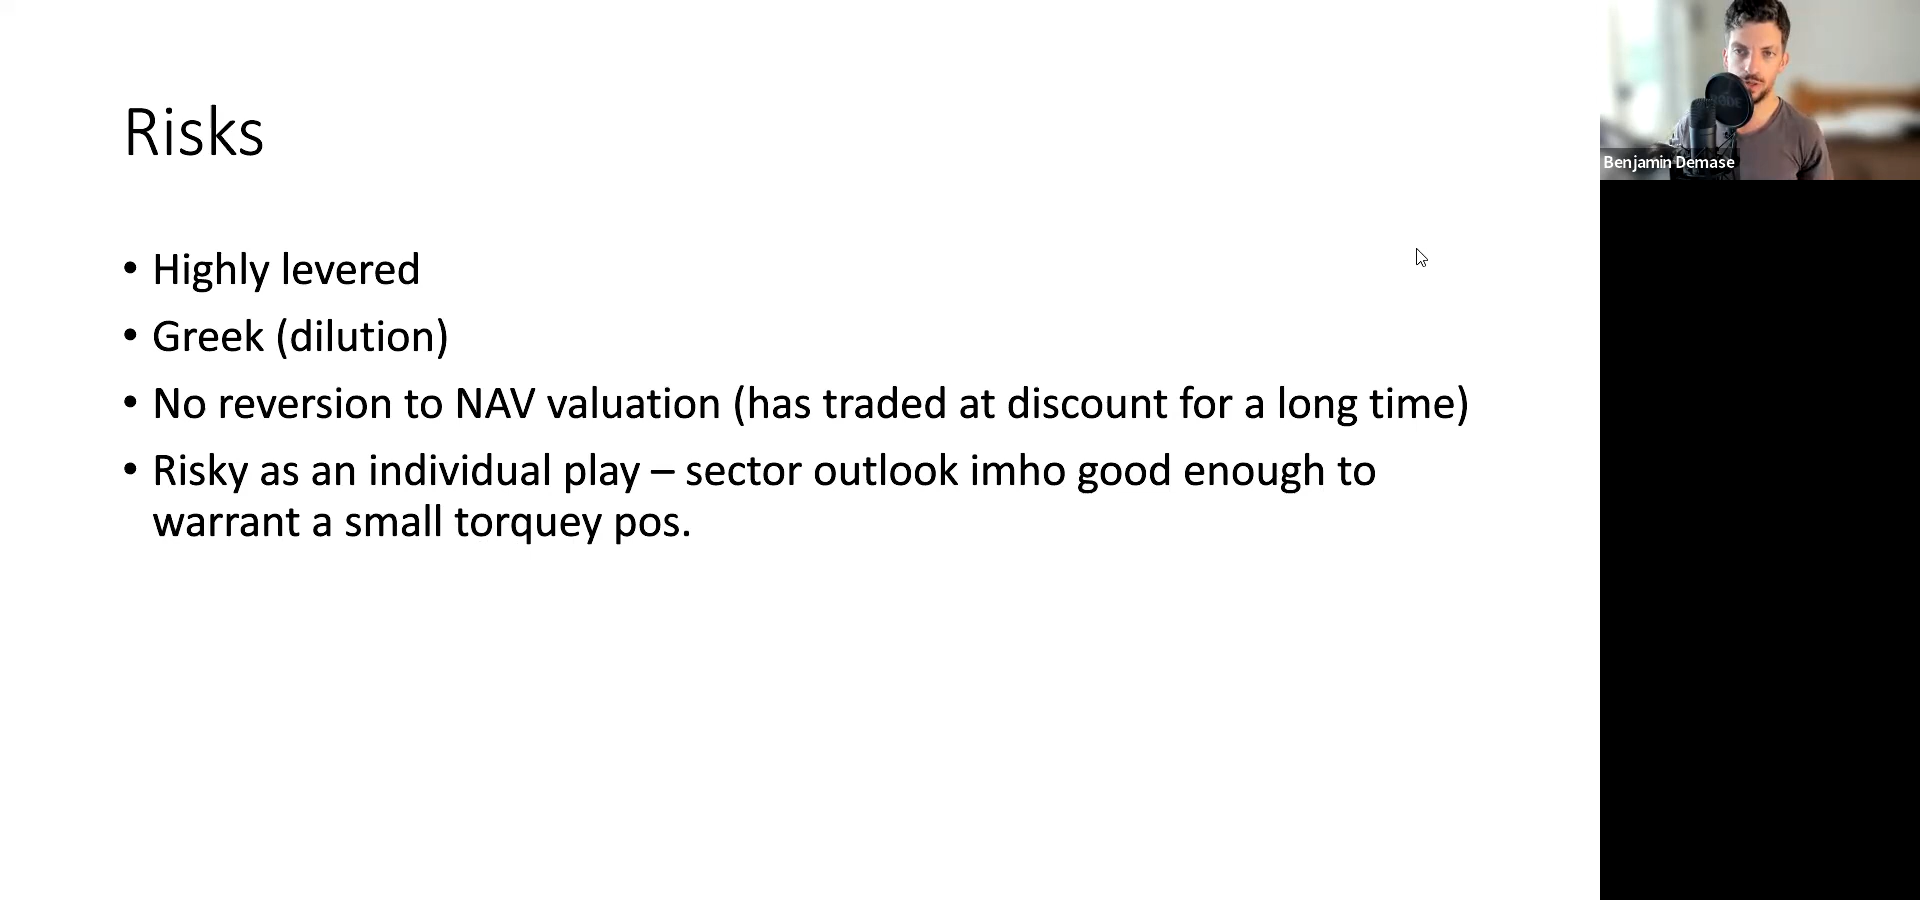 Risks
• Highly levered
• Greek (dilution)
• No reversion to NAV valuation (has traded at discount for a long time)
• Risky as an individual play – sector outlook imho good enough to
warrant a small torquey pos.
RODE
Benjamin Demase